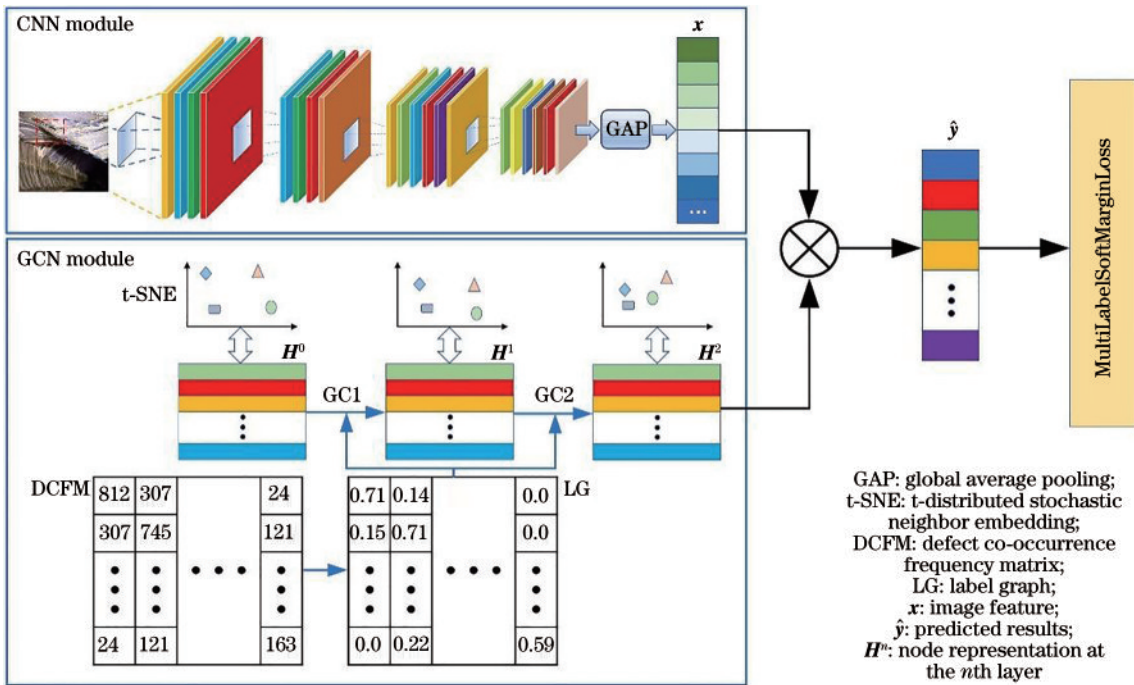 CNN module
x
GAP
...
ŷ
MultiLabelSoftMarginLoss
GCN module
t-SNE
H⁰
H¹
H²
GC1
GC2
DCFM
812 307 24
307 745 121
24 121 163
LG
0.71 0.14 0.0
0.15 0.71 0.0
0.0 0.22 0.59
GAP: global average pooling;
t-SNE: t-distributed stochastic
neighbor embedding;
DCFM: defect co-occurrence
frequency matrix;
LG: label graph;
x: image feature;
ŷ: predicted results;
Hⁿ: node representation at
the nth layer